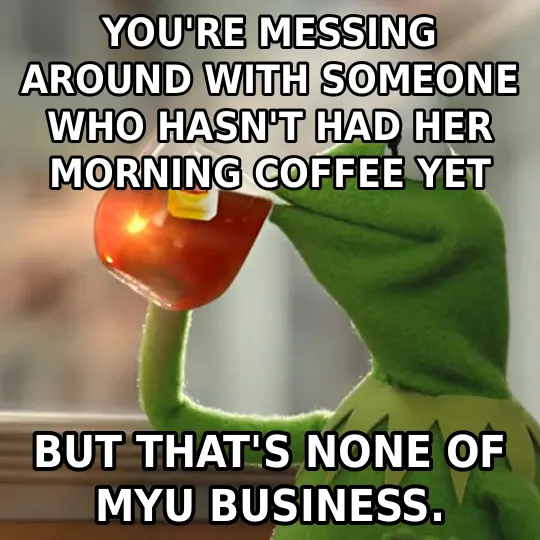 YOU'RE MESSING
AROUND WITH SOMEONE
WHO HASN'T HAD HER
MORNING COFFEE YET
BUT THAT'S NONE OF
MYU BUSINESS.